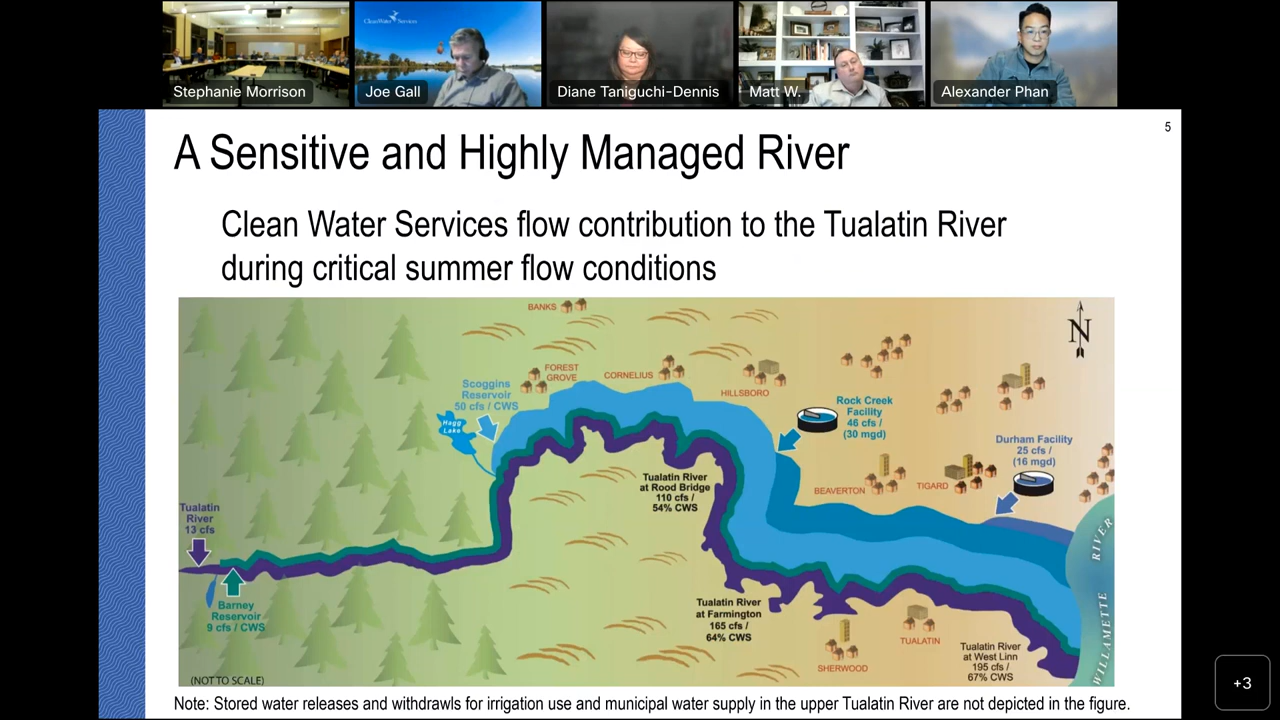 CleanWater Services
Stephanie Morrison
Joe Gall
Diane Taniguchi-Dennis
Matt W.
Alexander Phan
5
A Sensitive and Highly Managed River
Clean Water Services flow contribution to the Tualatin River
during critical summer flow conditions
BANKS
N
FOREST
GROVE
CORNELIUS
HILLSBORO
Scoggins
Reservoir
50 cfs / CWS
Hagg
Lake
Rock Creek
Facility
46 cfs /
(30 mgd)
Durham Facility
25 cfs /
(16 mgd)
Tualatin River
at Rood Bridge
110 cfs /
54% CWS
BEAVERTON
TIGARD
Tualatin
River
13 cfs
Barney
Reservoir
9 cfs / CWS
Tualatin River
at Farmington
165 cfs /
64% CWS
SHERWOOD
TUALATIN
Tualatin River
at West Linn
195 cfs /
67% CWS
WILLAMETTE RIVER
(NOT TO SCALE)
Note: Stored water releases and withdrawls for irrigation use and municipal water supply in the upper Tualatin River are not depicted in the figure.
+3